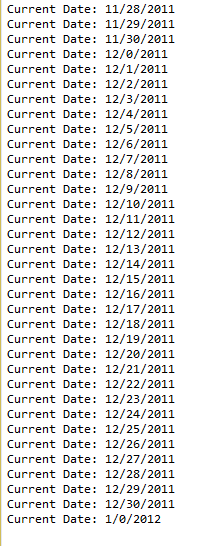 Current Date: 11/28/2011
Current Date: 11/29/2011
Current Date: 11/30/2011
Current Date: 12/0/2011
Current Date: 12/1/2011
Current Date: 12/2/2011
Current Date: 12/3/2011
Current Date: 12/4/2011
Current Date: 12/5/2011
Current Date: 12/6/2011
Current Date: 12/7/2011
Current Date: 12/8/2011
Current Date: 12/9/2011
Current Date: 12/10/2011
Current Date: 12/11/2011
Current Date: 12/12/2011
Current Date: 12/13/2011
Current Date: 12/14/2011
Current Date: 12/15/2011
Current Date: 12/16/2011
Current Date: 12/17/2011
Current Date: 12/18/2011
Current Date: 12/19/2011
Current Date: 12/20/2011
Current Date: 12/21/2011
Current Date: 12/22/2011
Current Date: 12/23/2011
Current Date: 12/24/2011
Current Date: 12/25/2011
Current Date: 12/26/2011
Current Date: 12/27/2011
Current Date: 12/28/2011
Current Date: 12/29/2011
Current Date: 12/30/2011
Current Date: 1/0/2012